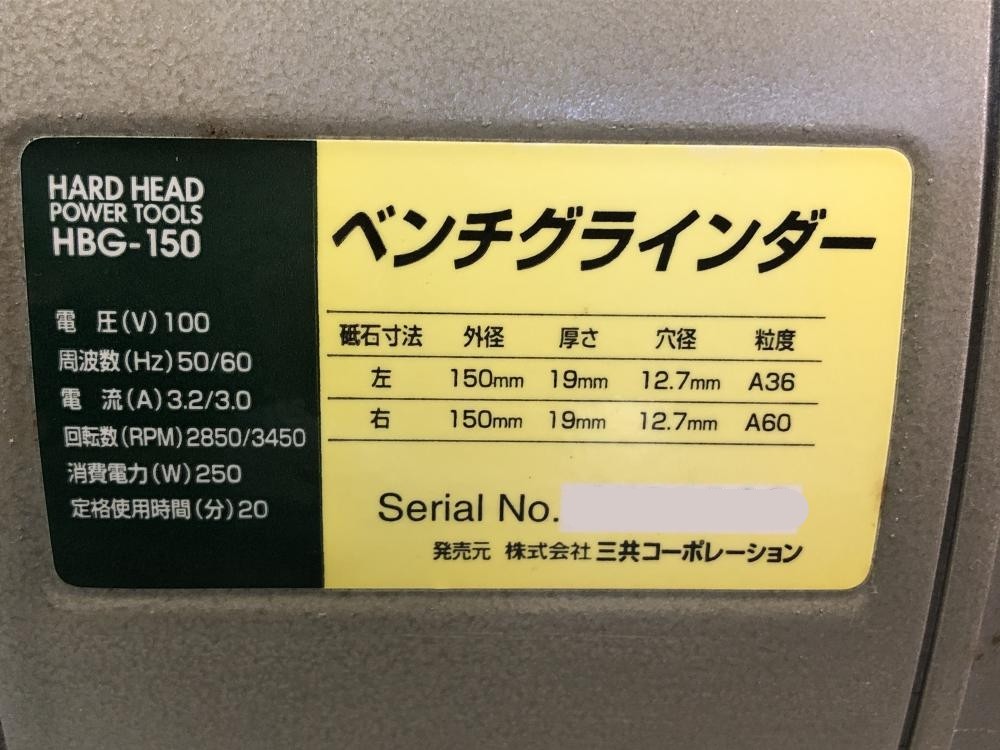 HARD HEAD
POWER TOOLS
HBG-150
電 圧(V)100
周波数(Hz)50/60
電 流(A)3.2/3.0
回転数(RPM)2850/3450
消費電力(W)250
定格使用時間(分)20
ベンチグラインダー
砥石寸法 外径 厚さ 穴径 粒度
左 150mm 19mm 12.7mm A36
右 150mm 19mm 12.7mm A60
Serial No.
発売元 株式会社 三共コーポレーション